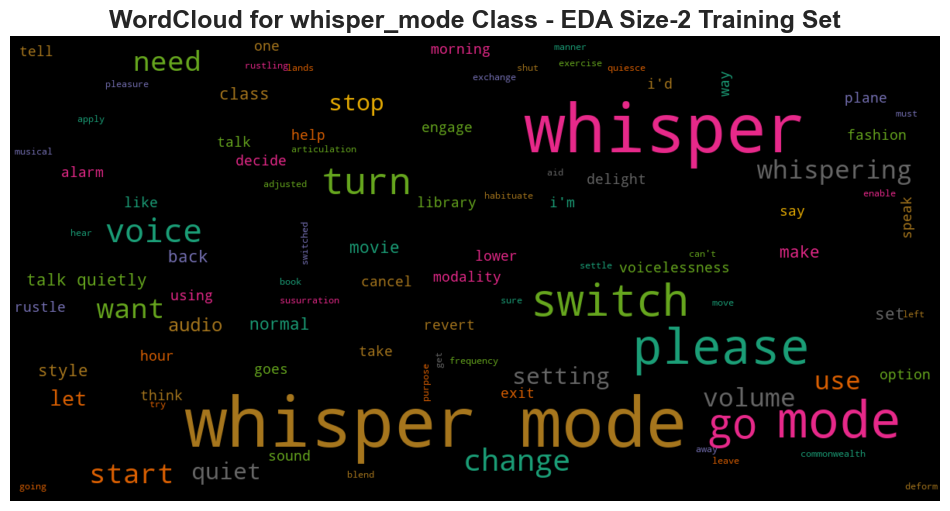 WordCloud for whisper_mode Class - EDA Size-2 Training Set
tell
one
morning
manner
need
rustling
lands
shut
exercise
quiesce
pleasure
exchange
i'd
way
class
stop
plane
must
apply
whisper
engage
fashion
musical
talk
help
articulation
decide
whispering
alarm
adjusted
aid
delight
turn
habituate
enable
like
library
i'm
say
speak
hear
voice
switched
movie
back
lower
can't
make
settle
voicelessness
talk quietly
book
cancel
modality
rustle
using
susurration
sure
switch
move
want
audio
normal
revert
set
left
please
hour
take
get
frequency
style
goes
purpose
setting
option
use
let
think
try
exit
volume
whisper mode
go
mode
sound
change
away
commonwealth
start
quiet
blend
leave
going
deform